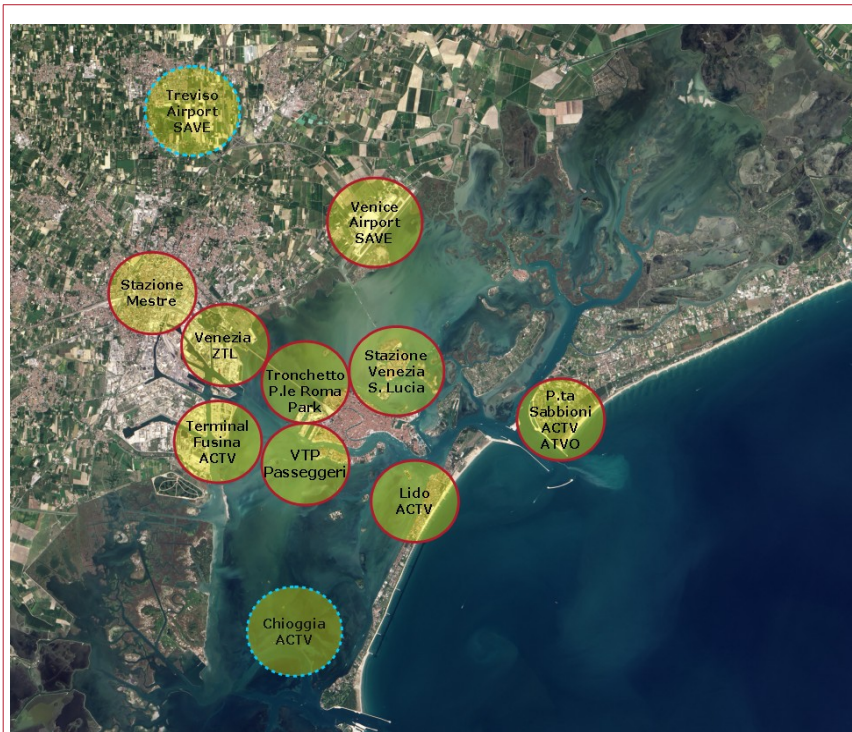 Treviso
Airport
SAVE
Venice
Airport
SAVE
Stazione
Mestre
Venezia
ZTL
Tronchetto
P.le Roma
Park
Stazione
Venezia
S. Lucia
P.ta
Sabbioni
ACTV
ATVO
Terminal
Fusina
ACTV
VTP
Passeggeri
Lido
ACTV
Chioggia
ACTV